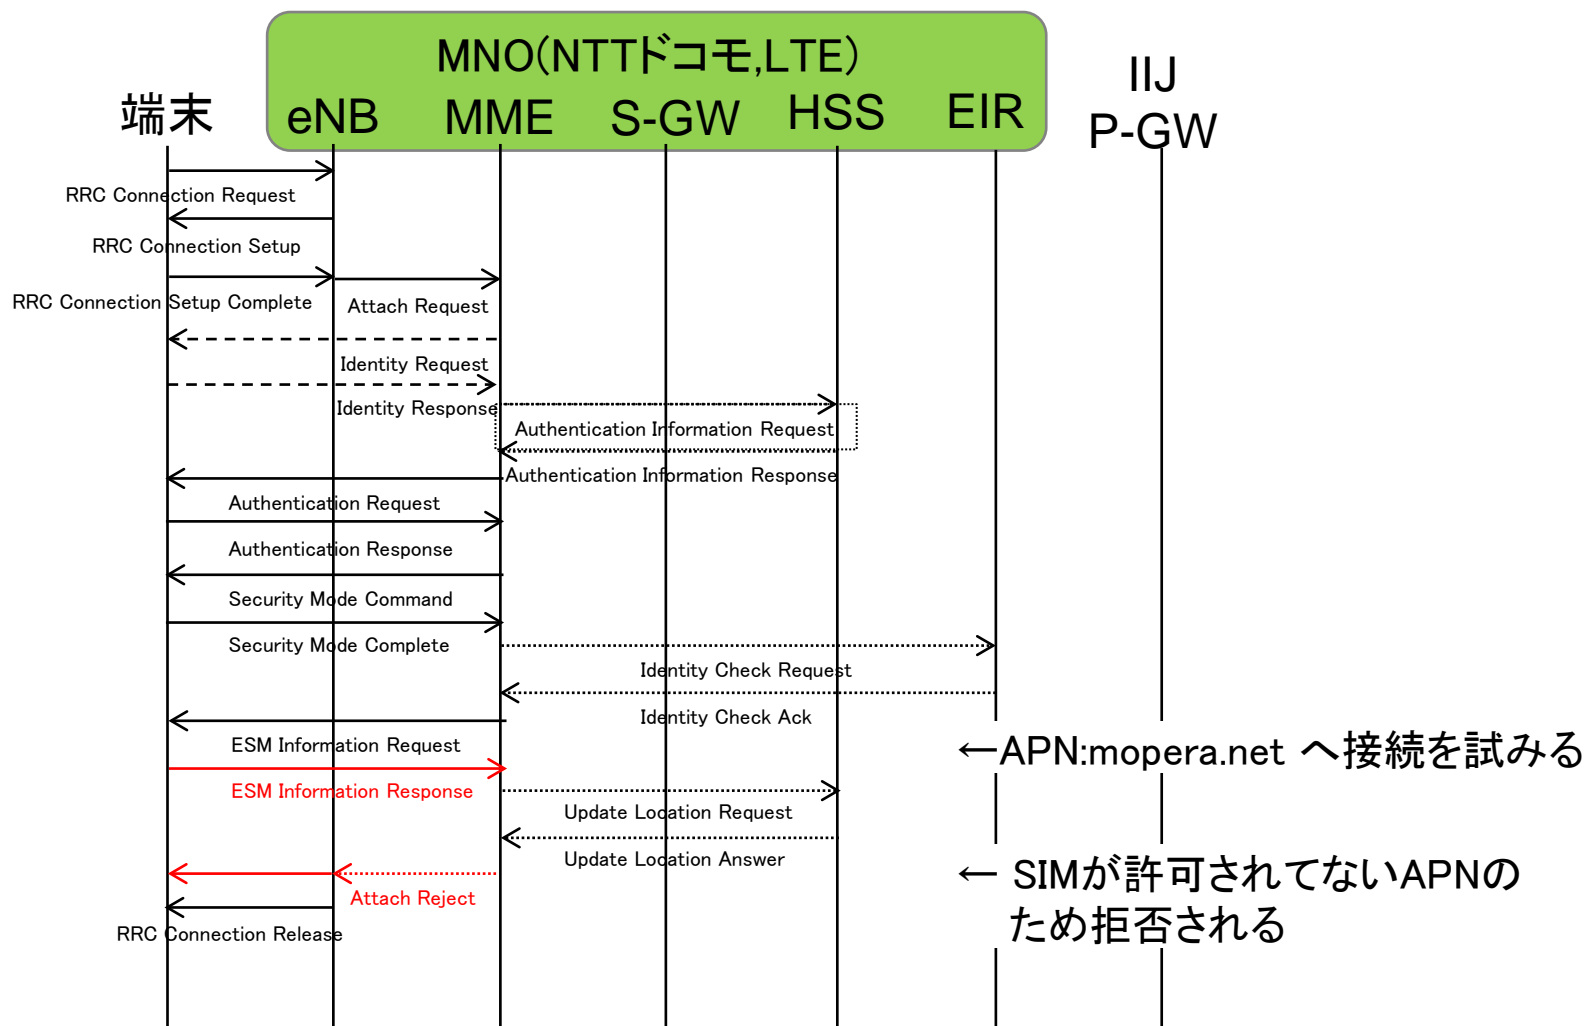 MNO(NTTドコモ,LTE)
端末
eNB
MME
S-GW
HSS
EIR
IIJ
P-GW
RRC Connection Request
RRC Connection Setup
RRC Connection Setup Complete
Attach Request
Identity Request
Identity Response
Authentication Information Request
Authentication Information Response
Authentication Request
Authentication Response
Security Mode Command
Security Mode Complete
Identity Check Request
Identity Check Ack
ESM Information Request
←APN:mopera.net へ接続を試みる
ESM Information Response
Update Location Request
Update Location Answer
Attach Reject
← SIMが許可されてないAPNの
ため拒否される
RRC Connection Release